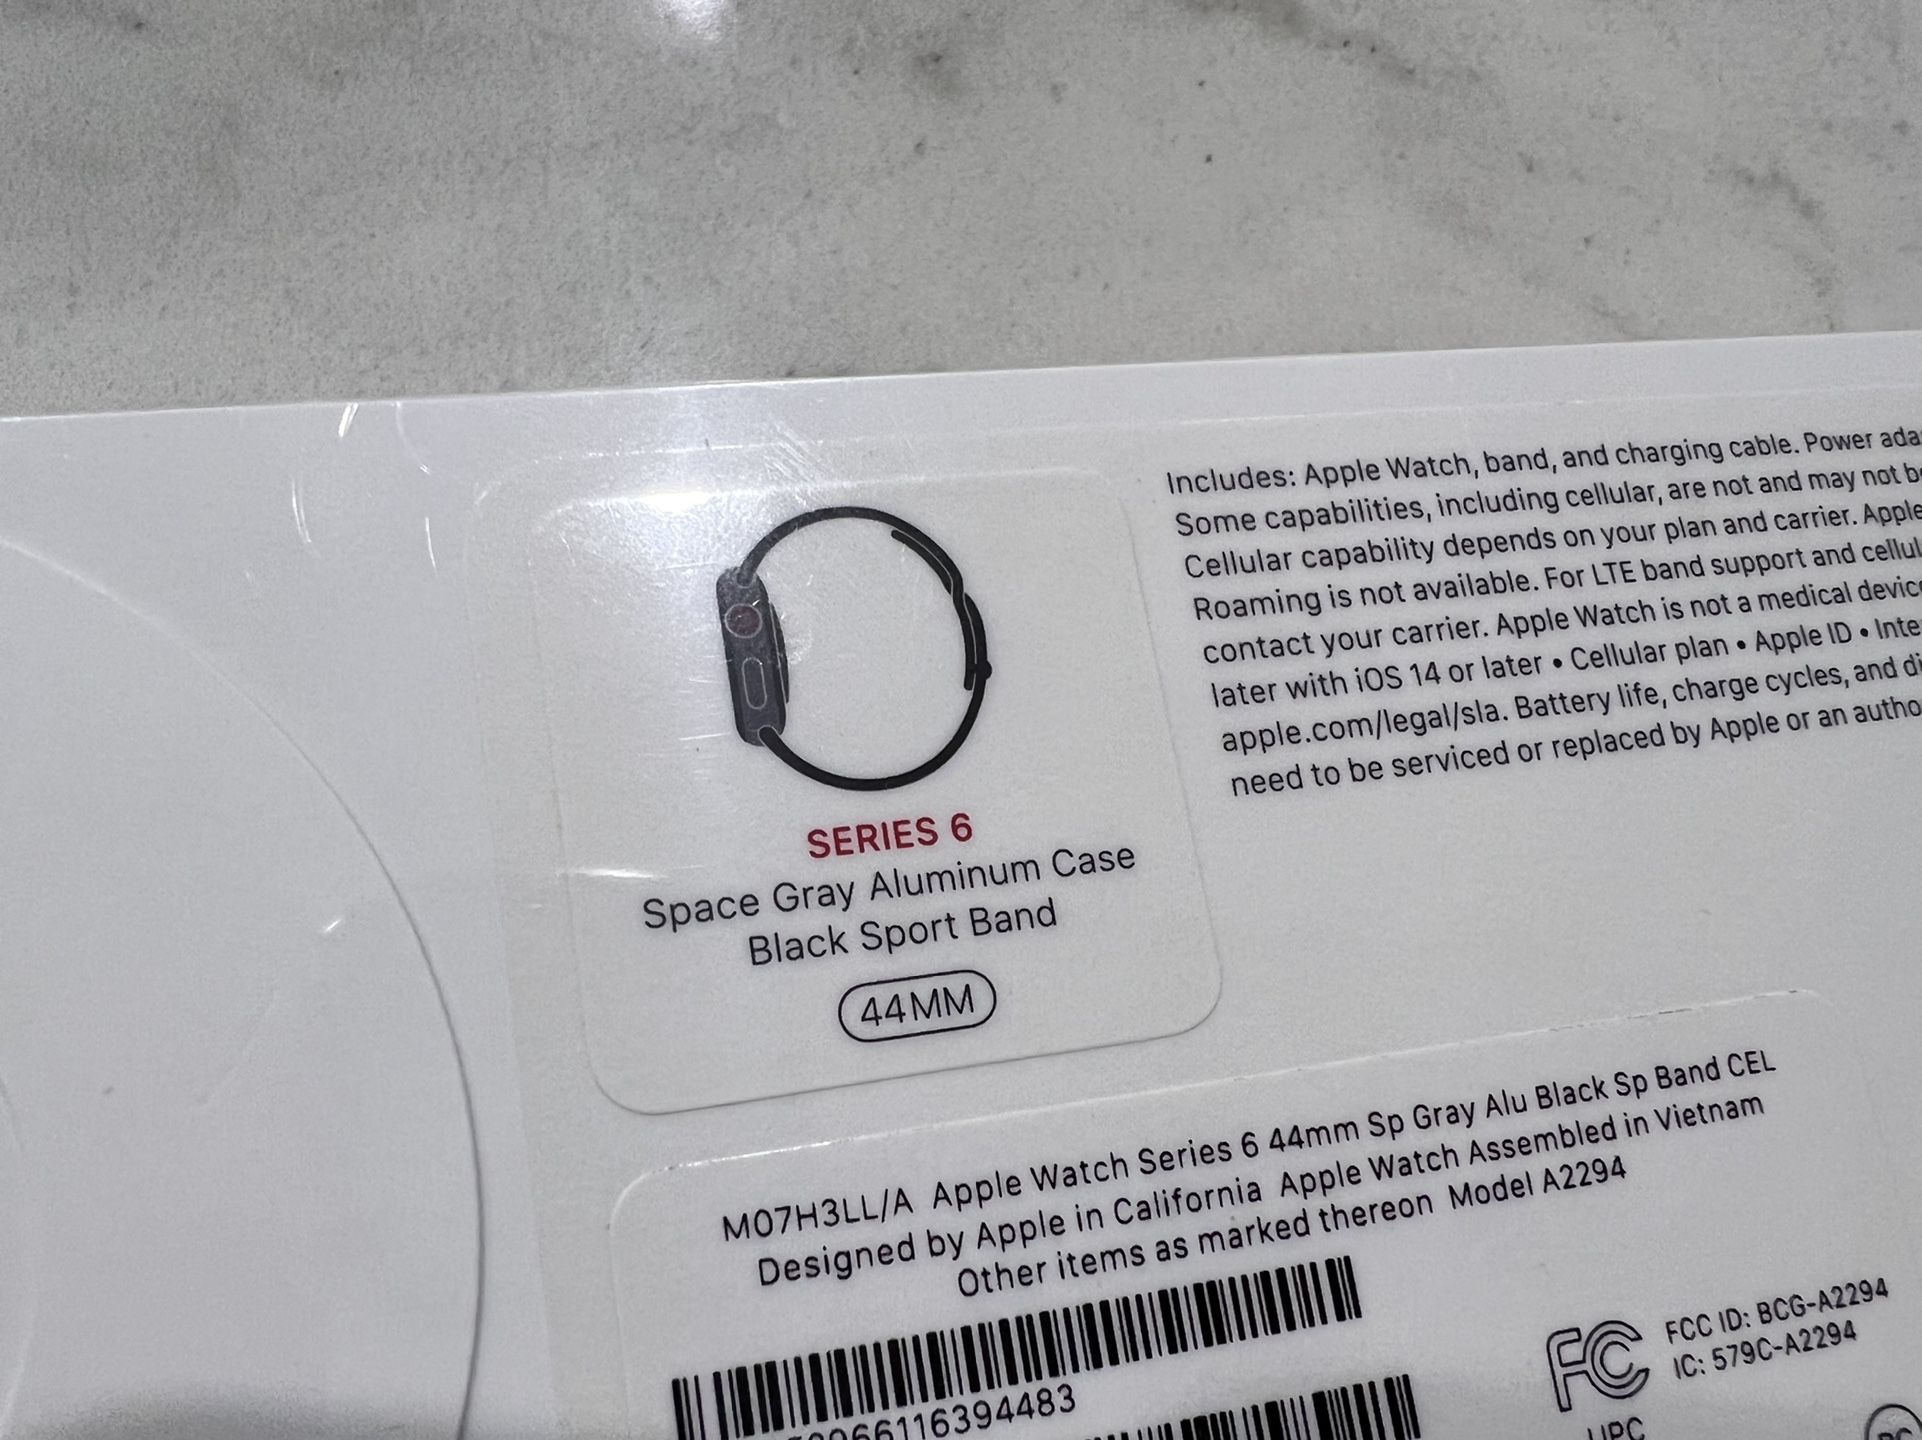 Includes: Apple Watch, band, and charging cable. Power
Some capabilities, including cellular, are not and may not
Cellular capability depends on your plan and carrier. Apple
Roaming is not available. For LTE band support and
contact your carrier. Apple Watch is not a medical
later with iOS 14 or later • Cellular plan • Apple ID •
apple.com/legal/sla. Battery life, charge cycles, and
need to be serviced or replaced by Apple or an
SERIES 6
Space Gray Aluminum Case
Black Sport Band
44MM
M07H3LL/A Apple Watch Series 6 44mm Sp Gray Alu Black Sp Band CEL
Designed by Apple in California Apple Watch Assembled in Vietnam
Other items as marked thereon Model A2294
FC
FCC ID: BCG-A2294
IC: 579C-A2294
UPC